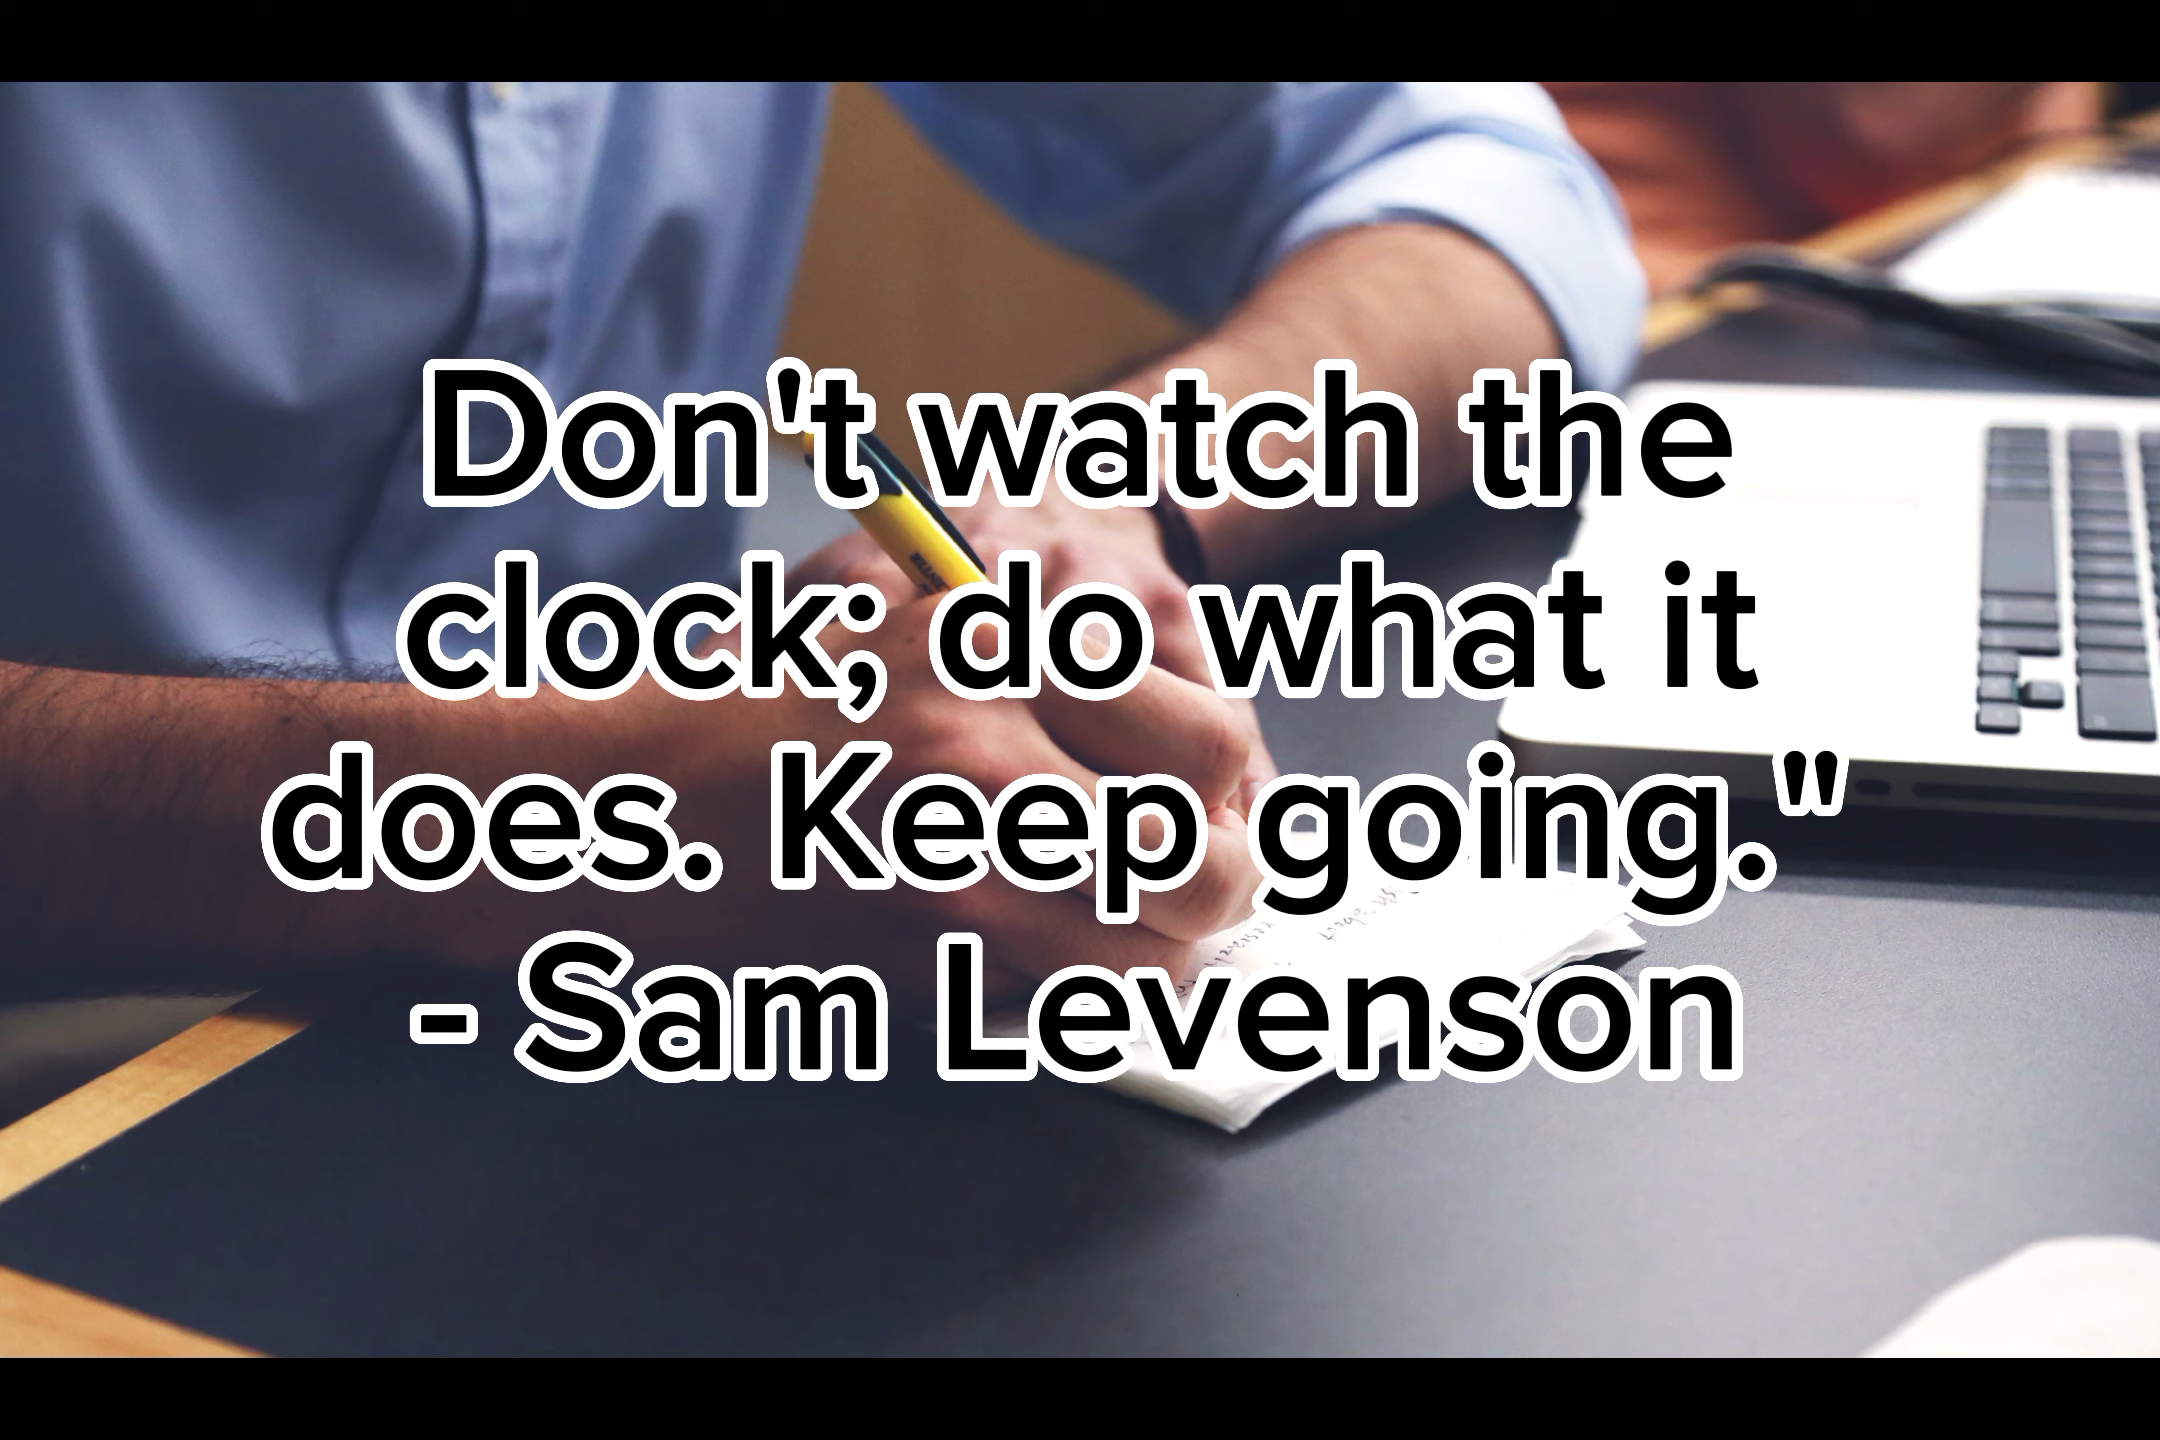 Don't watch the
clock; do what it
does. Keep going."
- Sam Levenson